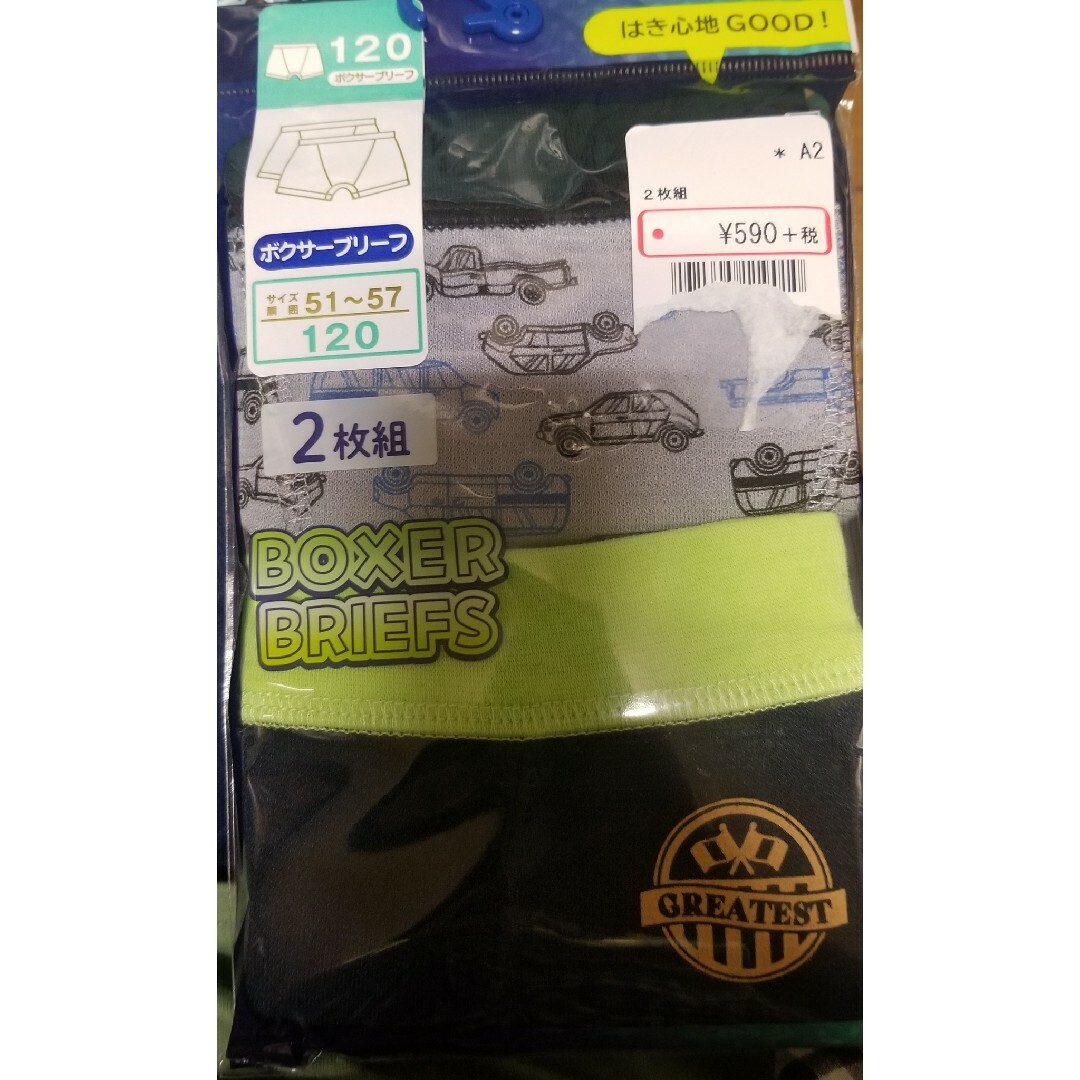 120
ボクサーブリーフ
はき心地 GOOD!
* A2
2枚組
¥590+税
ボクサーブリーフ
サイズ
胴囲 51〜57
120
2枚組
BOXER
BRIEFS
GREATEST